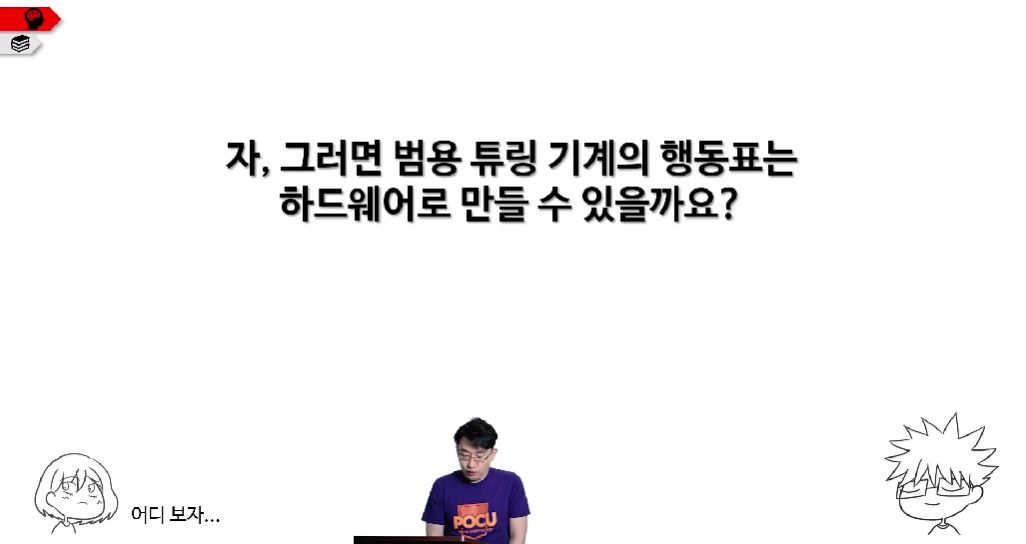 자, 그러면 범용 튜링 기계의 행동표는
하드웨어로 만들 수 있을까요?
어디 보자...
POCU